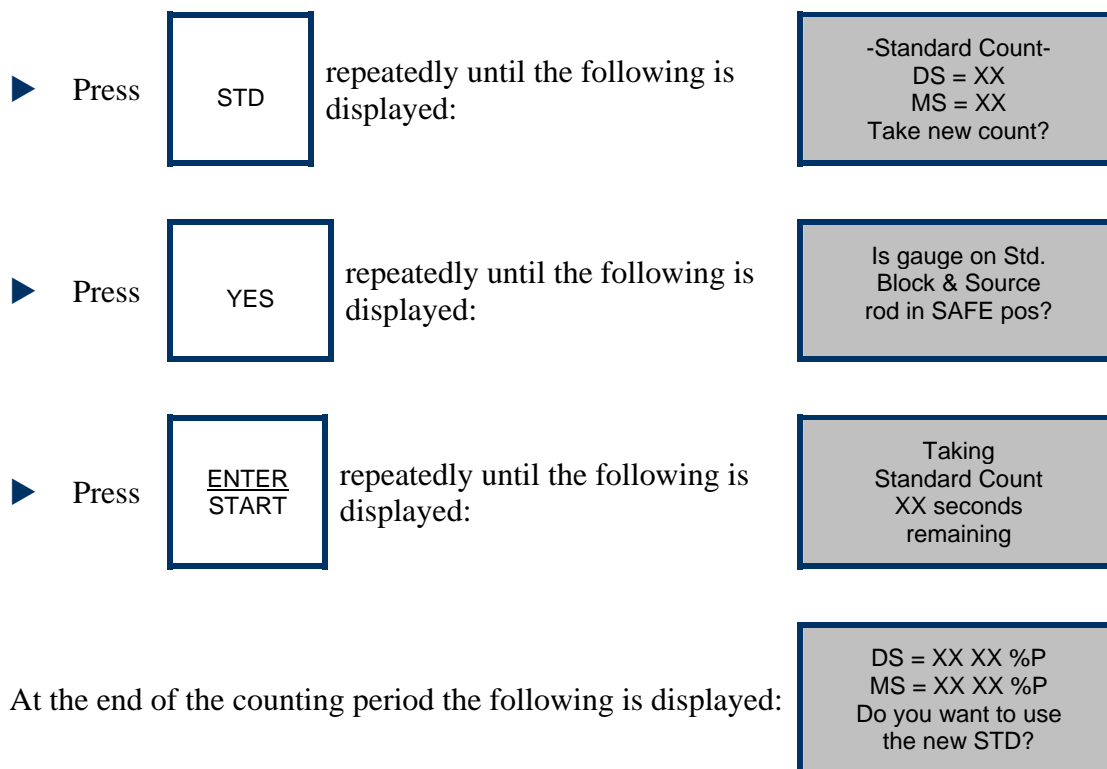 Press
STD
repeatedly until the following is
displayed:
-Standard Count-
DS = XX
MS = XX
Take new count?
Press
YES
repeatedly until the following is
displayed:
Is gauge on Std.
Block & Source
rod in SAFE pos?
Press
ENTER
START
repeatedly until the following is
displayed:
Taking
Standard Count
XX seconds
remaining
At the end of the counting period the following is displayed:
DS = XX XX %P
MS = XX XX %P
Do you want to use
the new STD?